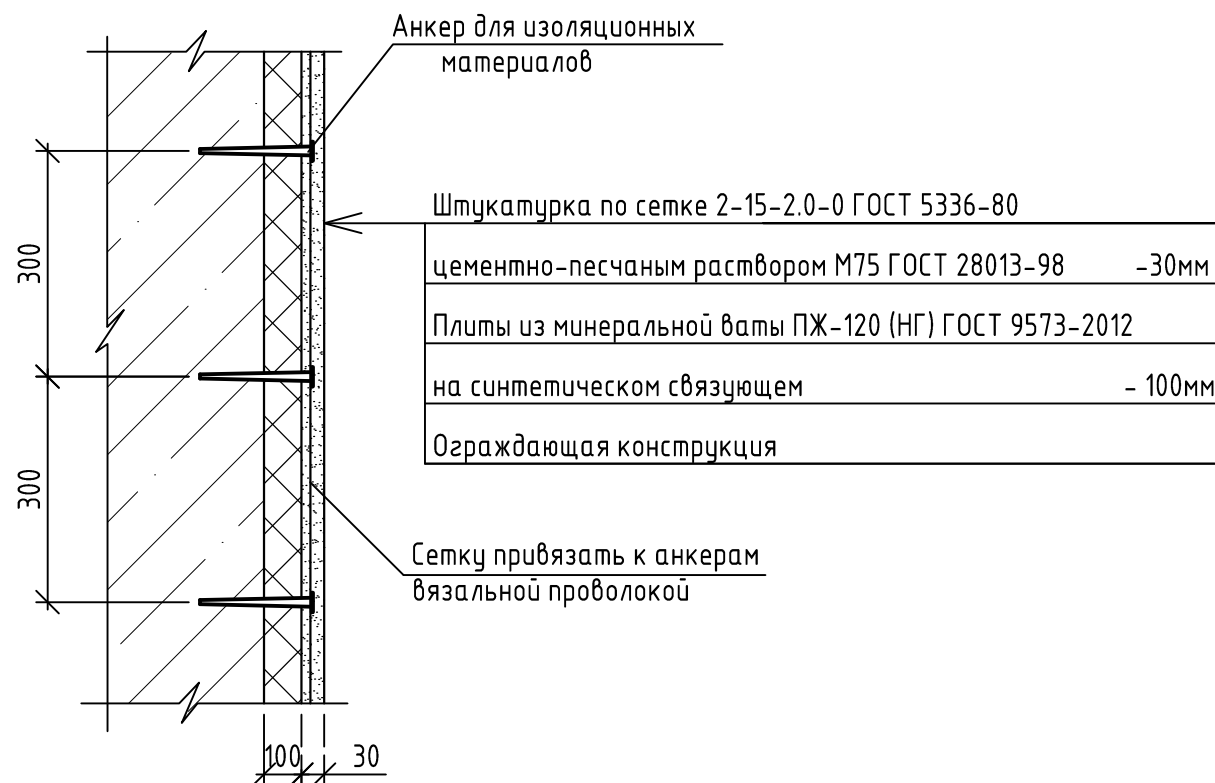 Анкер для изоляционных
материалов
Штукатурка по сетке 2-15-2.0-0 ГОСТ 5336-80
цементно-песчаным раствором М75 ГОСТ 28013-98 -30мм
Плиты из минеральной ваты ПЖ-120 (НГ) ГОСТ 9573-2012
на синтетическом связующем - 100мм
Ограждающая конструкция
300
300
Сетку привязать к анкерам
вязальной проволокой
100 30